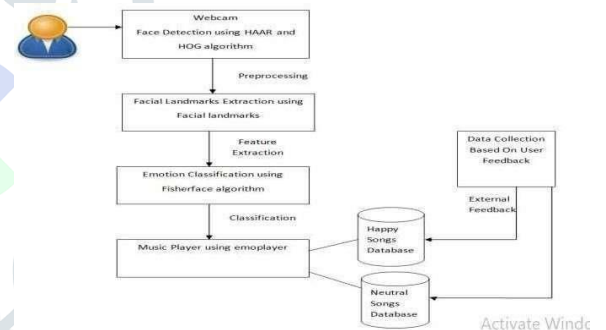 Webcam
Face Detection using HAAR and
HOG algorithm
Preprocessing
Facial Landmarks Extraction using
Facial landmarks
Feature
Extraction
Emotion Classification using
Fisherface algorithm
Classification
Music Player using emoplayer
Data Collection
Based On User
Feedback
External
Feedback
Happy
Songs
Database
Neutral
Songs
Database
Activate Windo